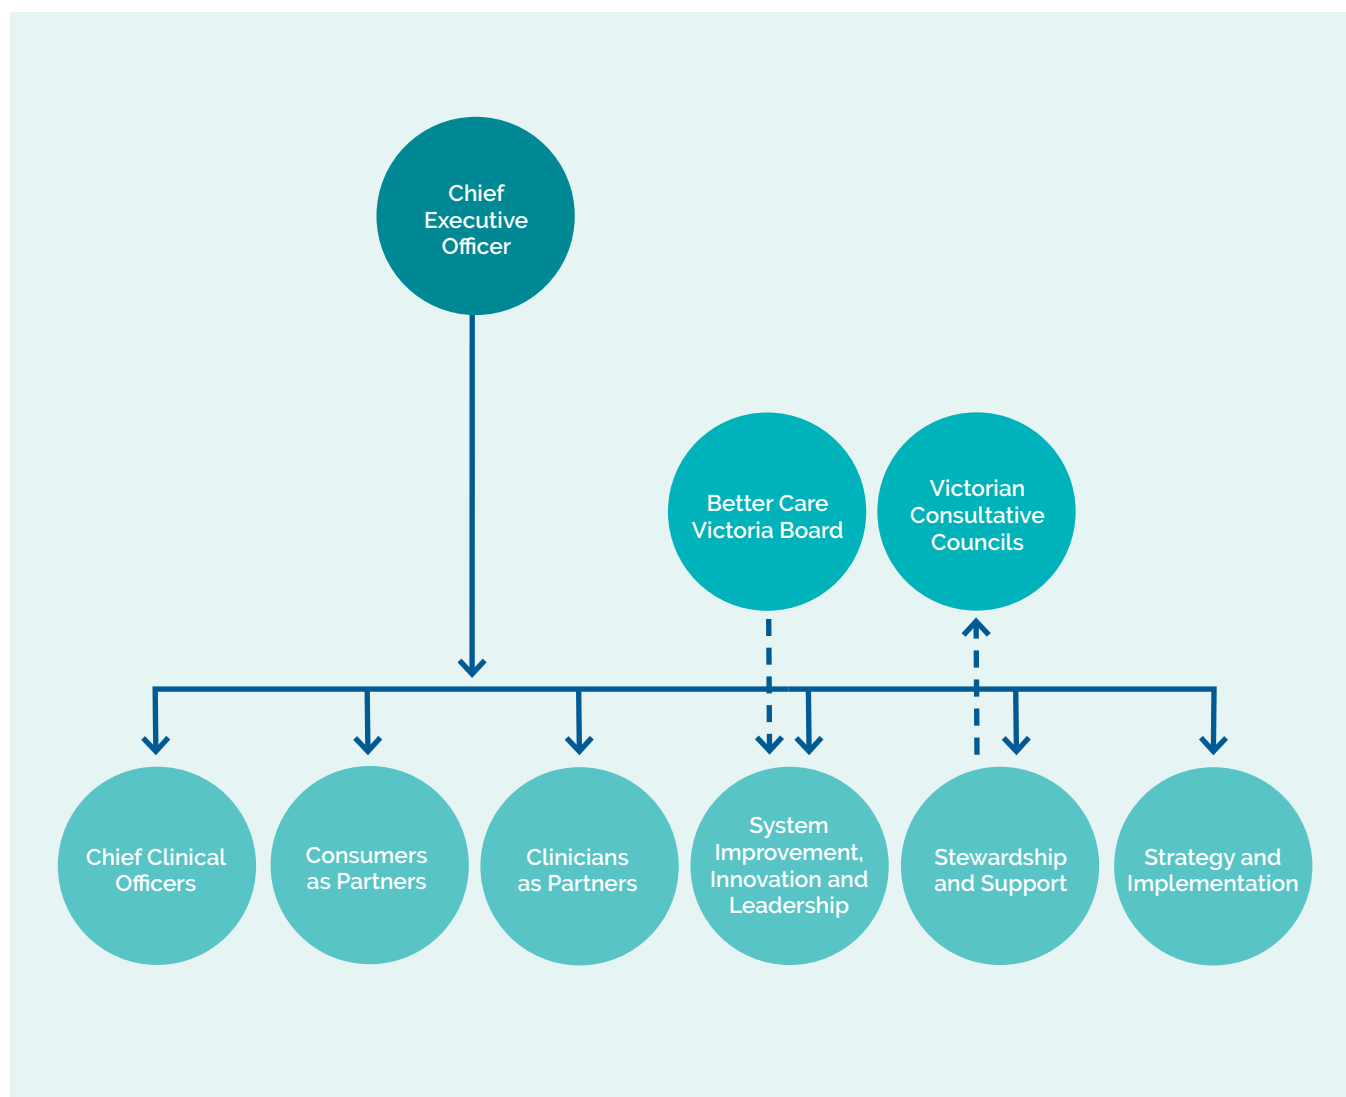 Chief
Executive
Officer
Better Care
Victoria Board
Victorian
Consultative
Councils
Chief Clinical
Officers
Consumers
as Partners
Clinicians
as Partners
System
Improvement,
Innovation and
Leadership
Stewardship
and Support
Strategy and
Implementation